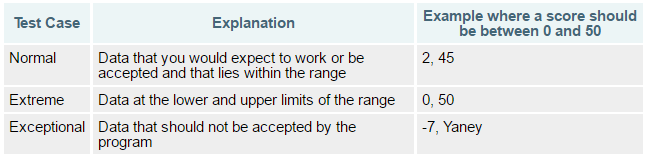 Test Case Explanation Example where a score should
be between 0 and 50
Normal Data that you would expect to work or be 2, 45
accepted and that lies within the range
Extreme Data at the lower and upper limits of the range 0, 50
Exceptional Data that should not be accepted by the -7, Yaney
program